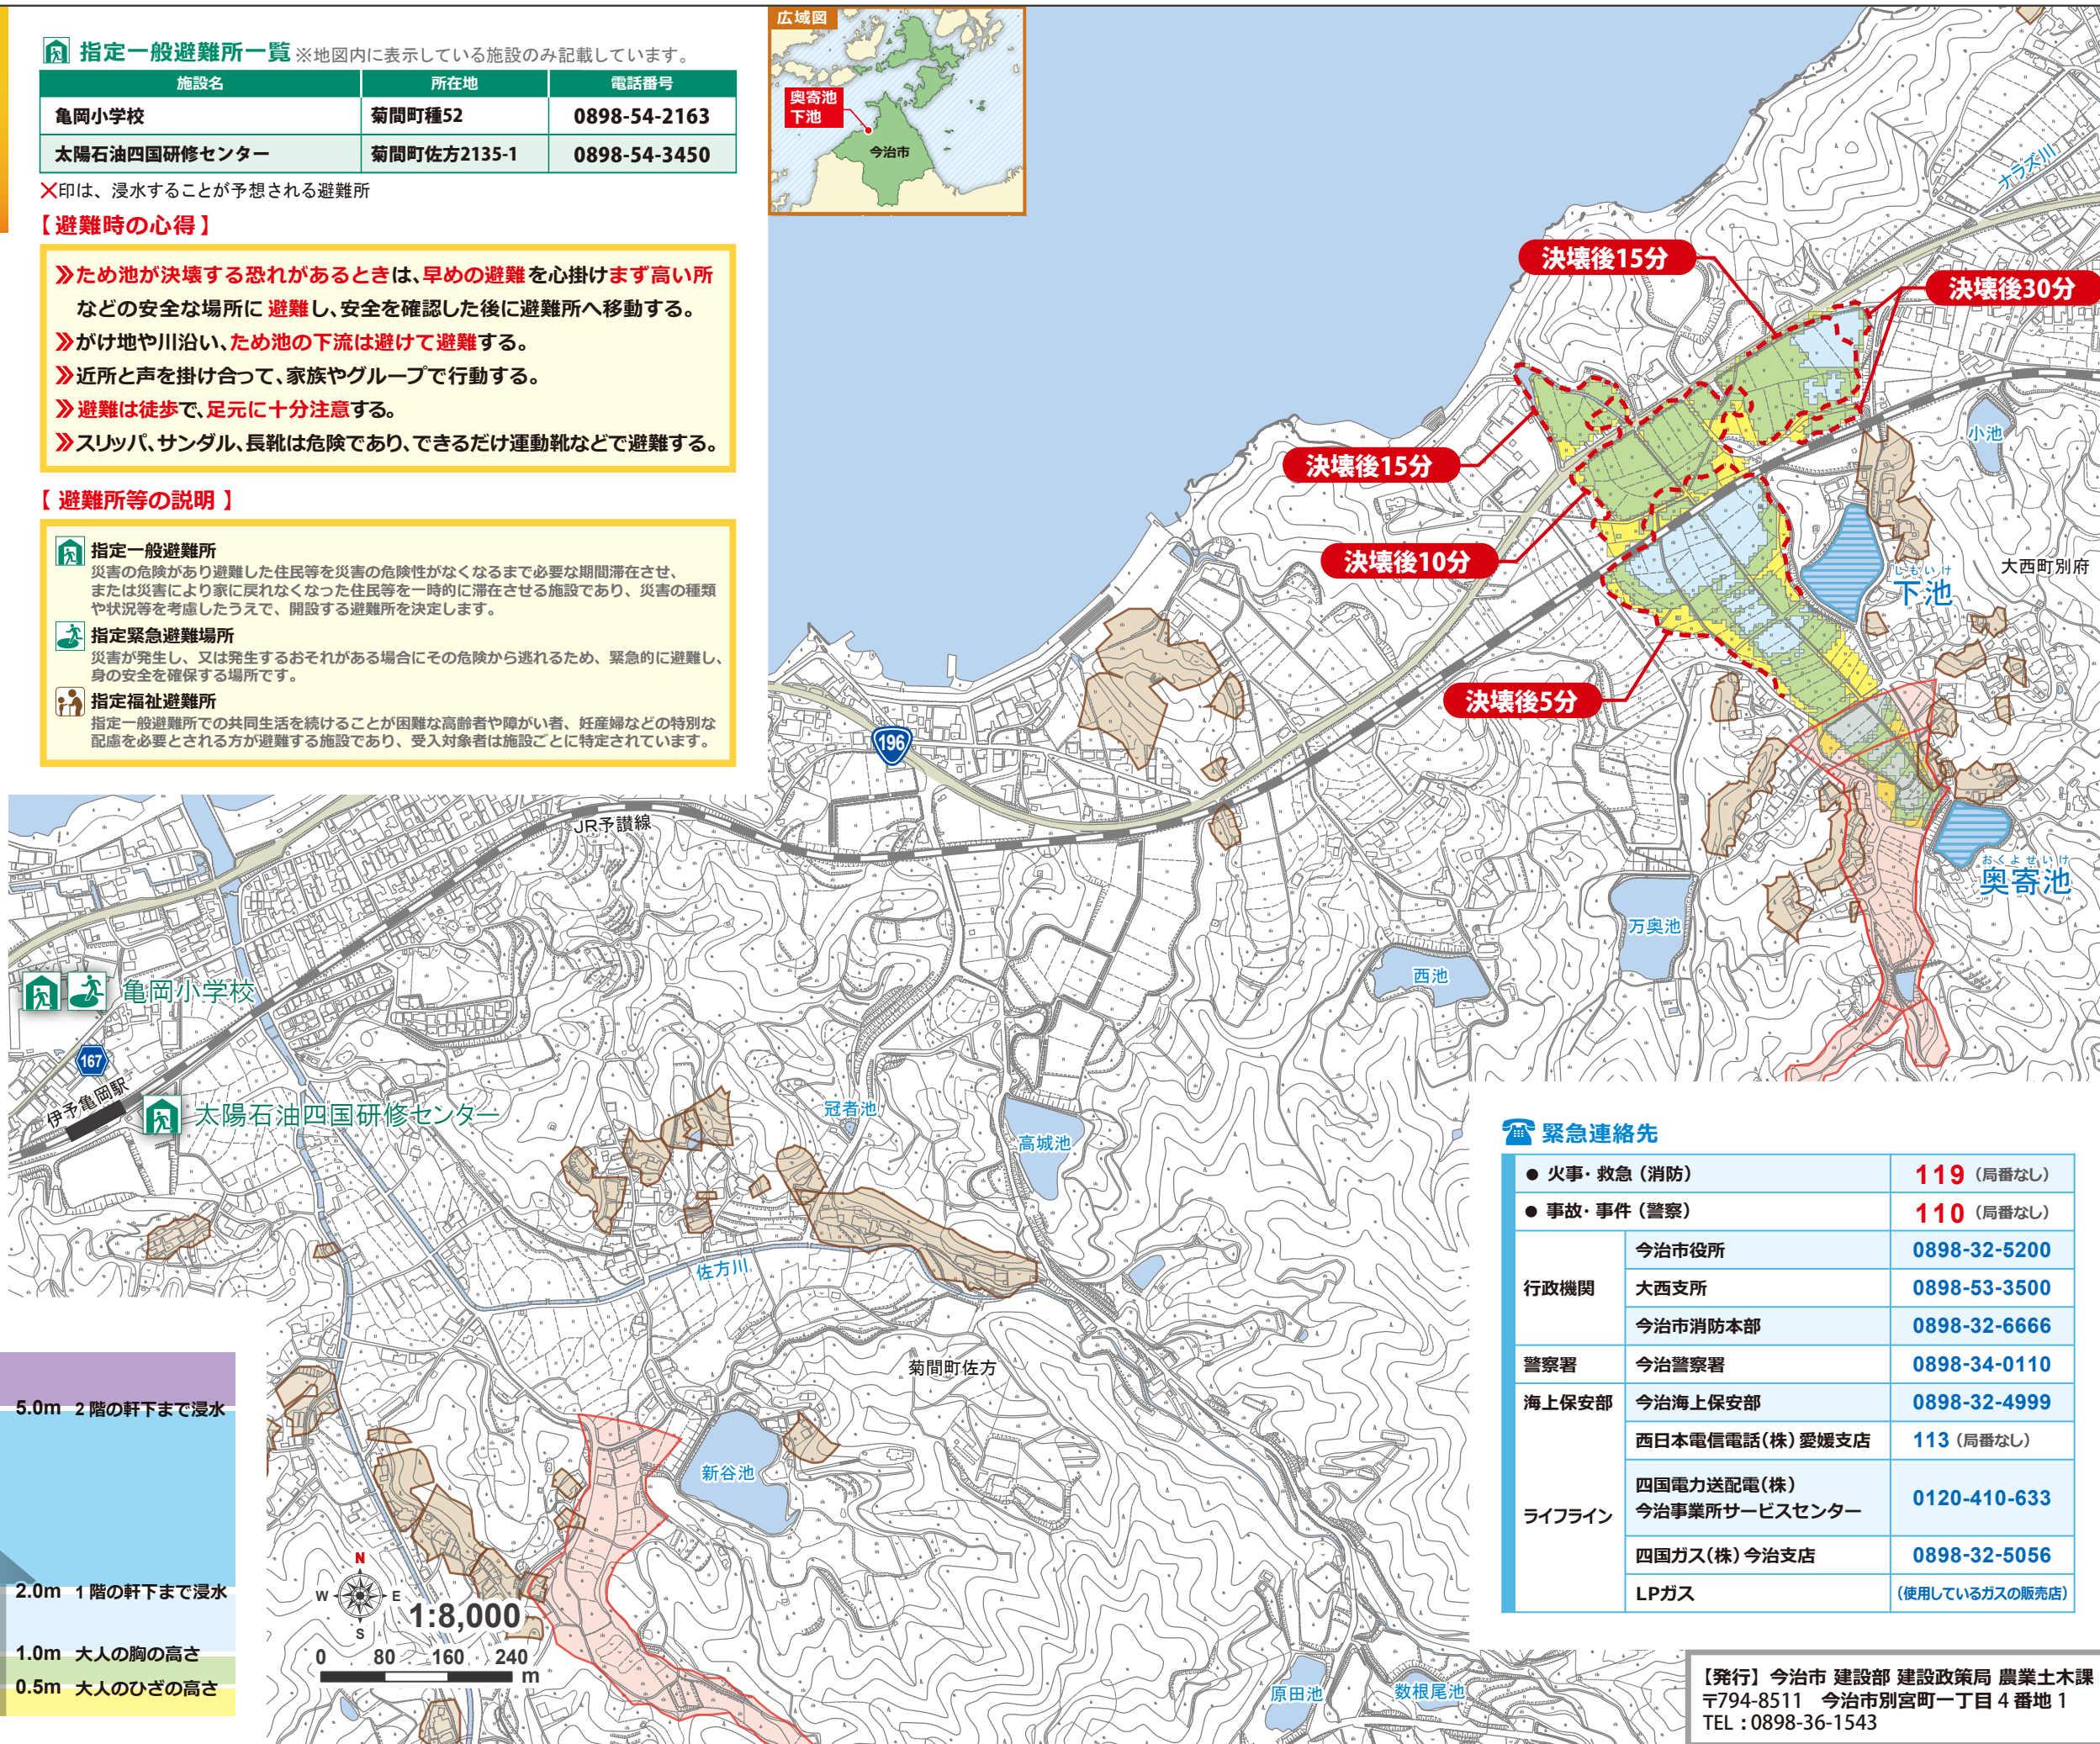 指定一般避難所一覧 ※地図内に表示している施設のみ記載しています。
施設名 所在地 電話番号
亀岡小学校 菊間町種52 0898-54-2163
太陽石油四国研修センター 菊間町佐方2135-1 0898-54-3450
×印は、浸水することが予想される避難所
【避難時の心得】
≫ため池が決壊する恐れがあるときは、早めの避難を心掛けまず高い所
などの安全な場所に 避難し、安全を確認した後に避難所へ移動する。
≫がけ地や川沿い、ため池の下流は避けて避難する。
≫近所と声を掛け合って、家族やグループで行動する。
≫避難は徒歩で、足元に十分注意する。
≫スリッパ、サンダル、長靴は危険であり、できるだけ運動靴などで避難する。
【 避難所等の説明 】
指定一般避難所
災害の危険があり避難した住民等を災害の危険性がなくなるまで必要な期間滞在させ、
または災害により家に戻れなくなった住民等を一時的に滞在させる施設であり、災害の種類
や状況等を考慮したうえで、開設する避難所を決定します。
指定緊急避難場所
災害が発生し、又は発生するおそれがある場合にその危険から逃れるため、緊急的に避難し、
身の安全を確保する場所です。
指定福祉避難所
指定一般避難所での共同生活を続けることが困難な高齢者や障がい者、妊産婦などの特別な
配慮を必要とされる方が避難する施設であり、受入対象者は施設ごとに特定されています。
広域図
奥寄池
下池
今治市
ナラズ川
決壊後15分
決壊後30分
小池
決壊後15分
決壊後10分
大西町別府
しもいけ
下池
決壊後5分
196
JR予讃線
おくよせいけ
奥寄池
万奥池
西池
亀岡小学校
167
伊予亀岡駅
太陽石油四国研修センター
冠者池
高城池
佐方川
菊間町佐方
新谷池
原田池
数根尾池
5.0m 2 階の軒下まで浸水
2.0m 1 階の軒下まで浸水
1.0m 大人の胸の高さ
0.5m 大人のひざの高さ
N
W E
S
1:8,000
0 80 160 240
m
緊急連絡先
● 火事・救急(消防) 119 (局番なし)
● 事故・事件(警察) 110 (局番なし)
行政機関
今治市役所 0898-32-5200
大西支所 0898-53-3500
今治市消防本部 0898-32-6666
警察署 今治警察署 0898-34-0110
海上保安部 今治海上保安部 0898-32-4999
ライフライン
西日本電信電話(株)愛媛支店 113(局番なし)
四国電力送配電(株)
今治事業所サービスセンター 0120-410-633
四国ガス(株)今治支店 0898-32-5056
LPガス (使用しているガスの販売店)
【発行】今治市 建設部 建設政策局 農業土木課
〒794-8511 今治市別宮町一丁目 4 番地 1
TEL:0898-36-1543